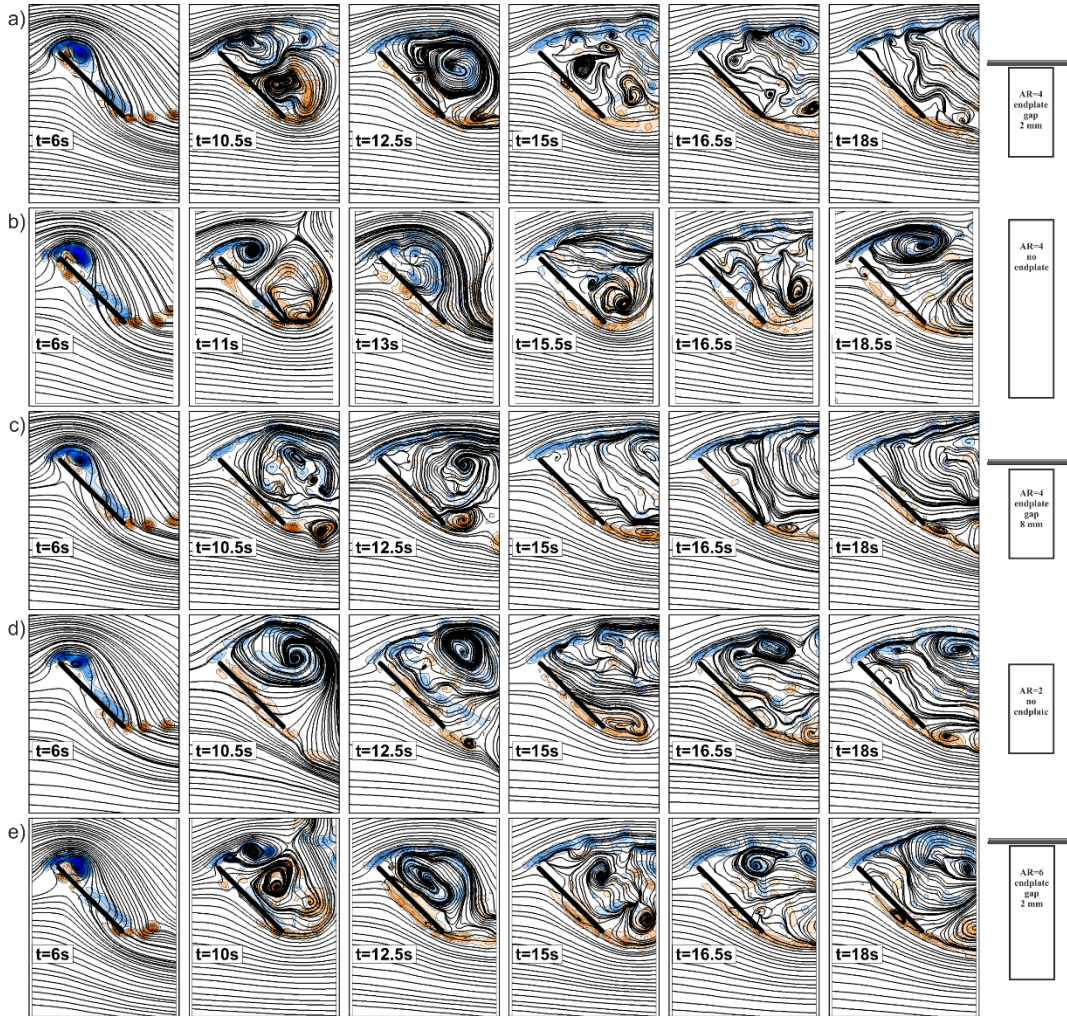 a)
t=6s
t=10.5s
t=12.5s
t=15s
t=16.5s
t=18s
AR=4
endplate
gap
2 mm
b)
t=6s
t=11s
t=13s
t=15.5s
t=16.5s
t=18.5s
AR=4
no
endplate
c)
t=6s
t=10.5s
t=12.5s
t=15s
t=16.5s
t=18s
AR=4
endplate
gap
8 mm
d)
t=6s
t=10.5s
t=12.5s
t=15s
t=16.5s
t=18s
AR=2
no
endplate
e)
t=6s
t=10s
t=12.5s
t=15s
t=16.5s
t=18s
AR=6
endplate
gap
2 mm